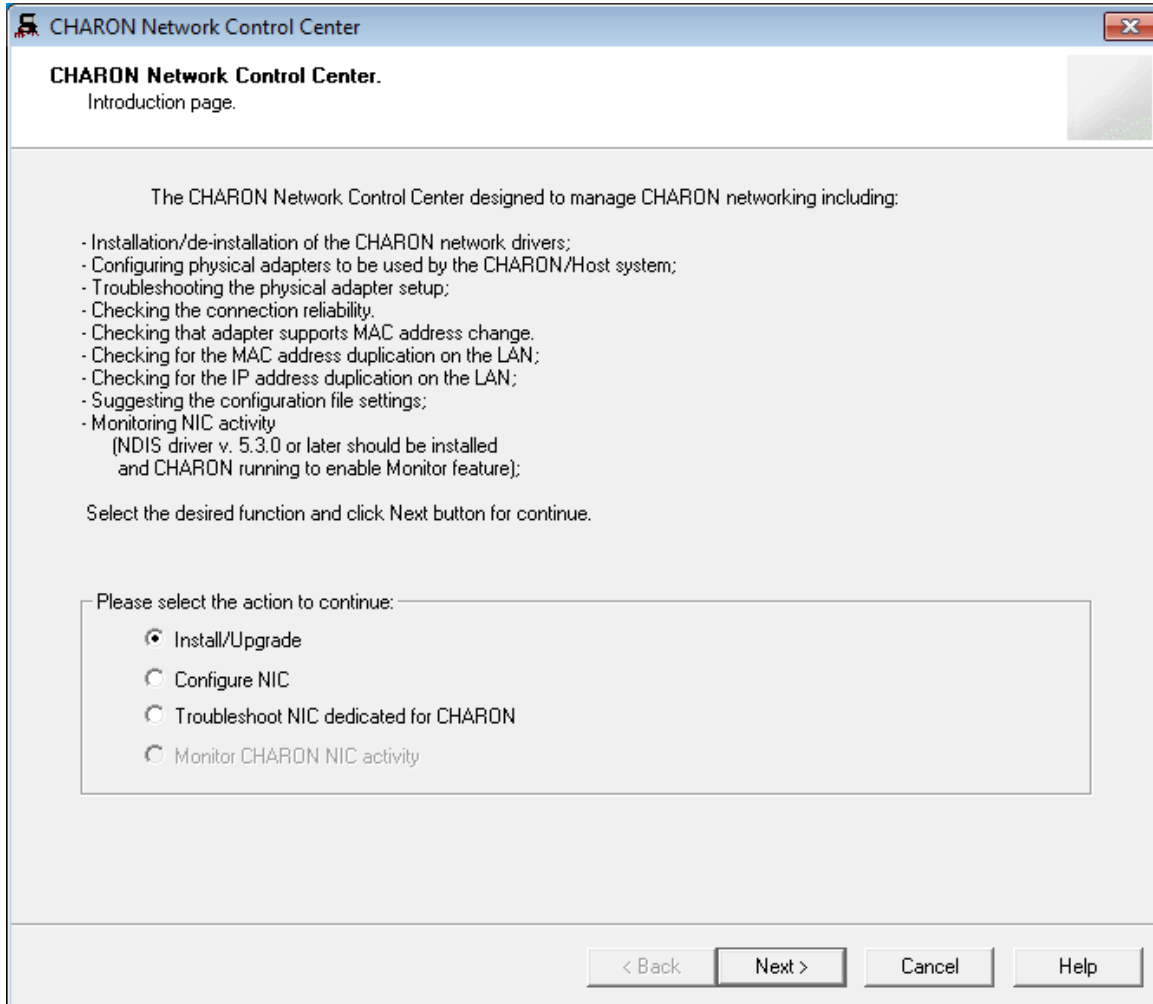 CHARON Network Control Center
CHARON Network Control Center.
Introduction page.
The CHARON Network Control Center designed to manage CHARON networking including:
- Installation/de-installation of the CHARON network drivers;
- Configuring physical adapters to be used by the CHARON/Host system;
- Troubleshooting the physical adapter setup;
- Checking the connection reliability.
- Checking that adapter supports MAC address change.
- Checking for the MAC address duplication on the LAN;
- Checking for the IP address duplication on the LAN;
- Suggesting the configuration file settings;
- Monitoring NIC activity
(NDIS driver v. 5.3.0 or later should be installed
and CHARON running to enable Monitor feature);
Select the desired function and click Next button for continue.
Please select the action to continue:
Install/Upgrade
Configure NIC
Troubleshoot NIC dedicated for CHARON
Monitor CHARON NIC activity
< Back Next > Cancel Help